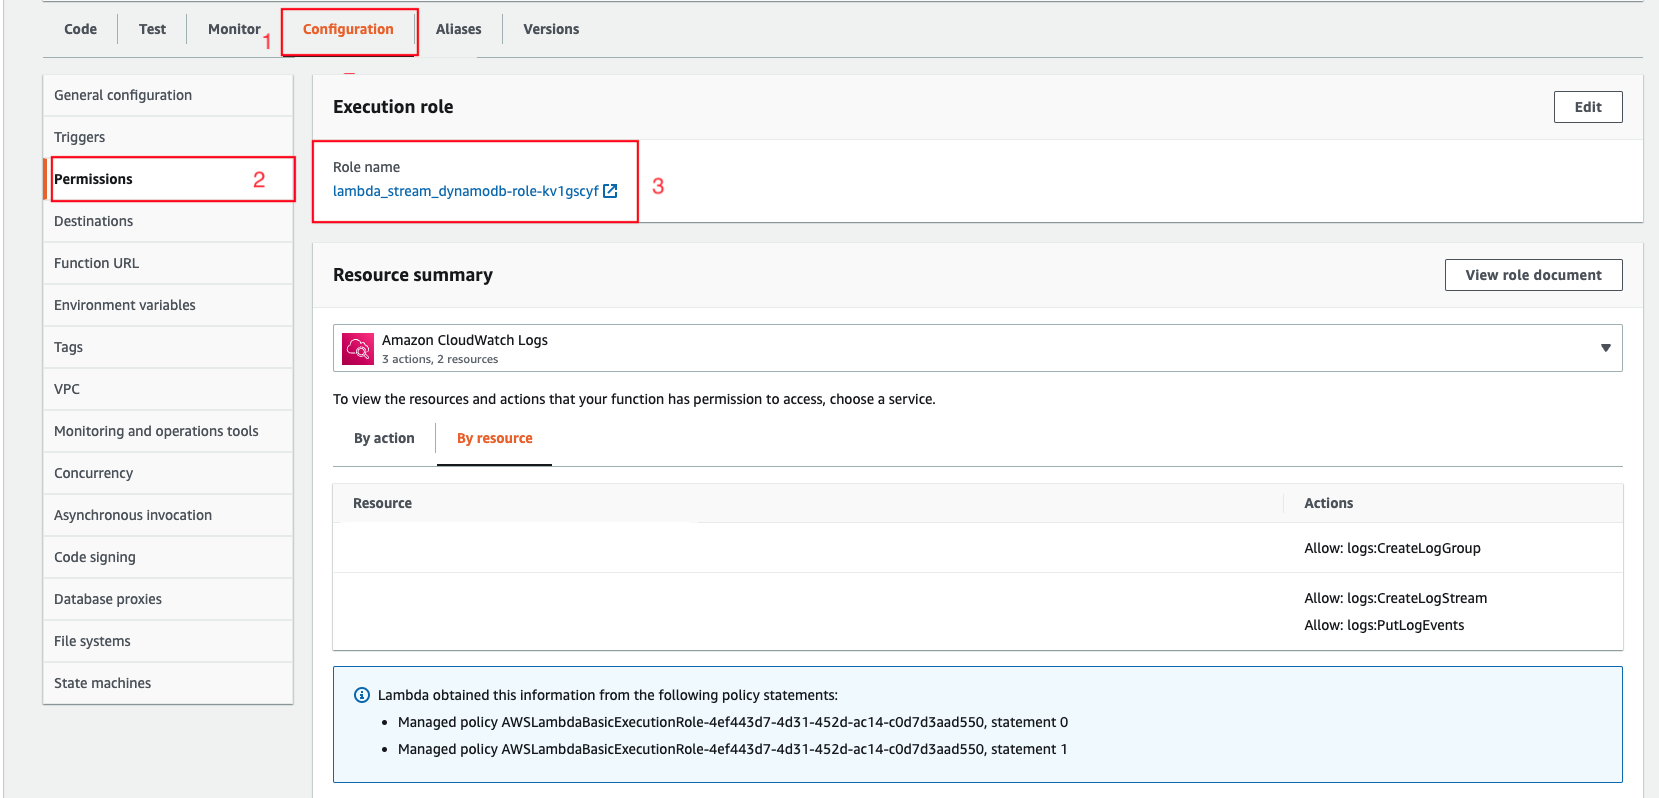 Code
Test
Monitor
1
Configuration
Aliases
Versions
General configuration
Triggers
Permissions
2
Destinations
Function URL
Environment variables
Tags
VPC
Monitoring and operations tools
Concurrency
Asynchronous invocation
Code signing
Database proxies
File systems
State machines
Execution role
Edit
Role name
lambda_stream_dynamodb-role-kv1gscyf
3
Resource summary
View role document
Amazon CloudWatch Logs
3 actions, 2 resources
To view the resources and actions that your function has permission to access, choose a service.
By action
By resource
Resource
Actions
Allow: logs:CreateLogGroup
Allow: logs:CreateLogStream
Allow: logs:PutLogEvents
Lambda obtained this information from the following policy statements:
• Managed policy AWSLambdaBasicExecutionRole-4ef443d7-4d31-452d-ac14-c0d7d3aad550, statement 0
• Managed policy AWSLambdaBasicExecutionRole-4ef443d7-4d31-452d-ac14-c0d7d3aad550, statement 1